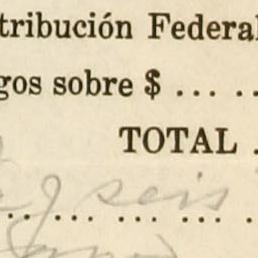 tribución Federal
gos sobre $ ... ..
TOTAL .
y seis
... ... ... ... .